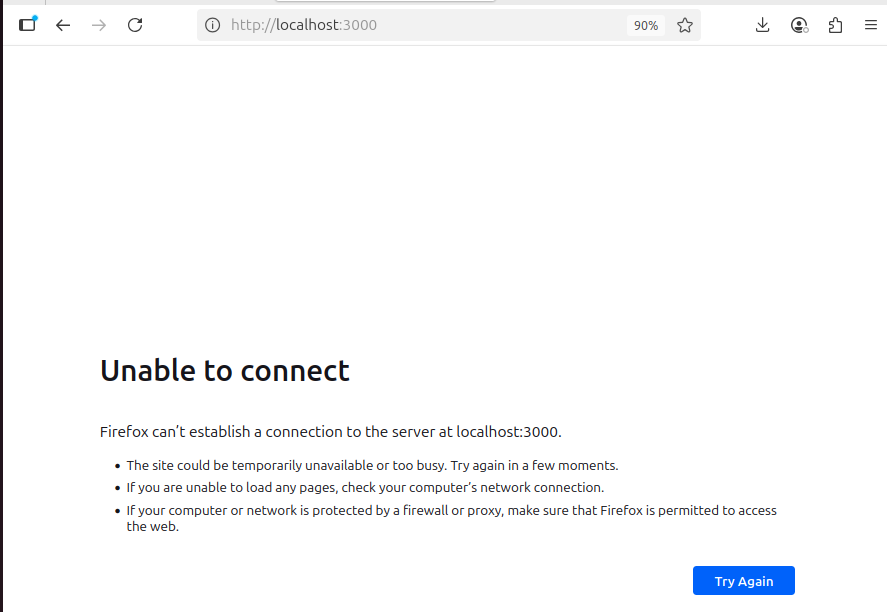 http://localhost:3000
90%
Unable to connect
Firefox can’t establish a connection to the server at localhost:3000.
• The site could be temporarily unavailable or too busy. Try again in a few moments.
• If you are unable to load any pages, check your computer’s network connection.
• If your computer or network is protected by a firewall or proxy, make sure that Firefox is permitted to access
the web.
Try Again